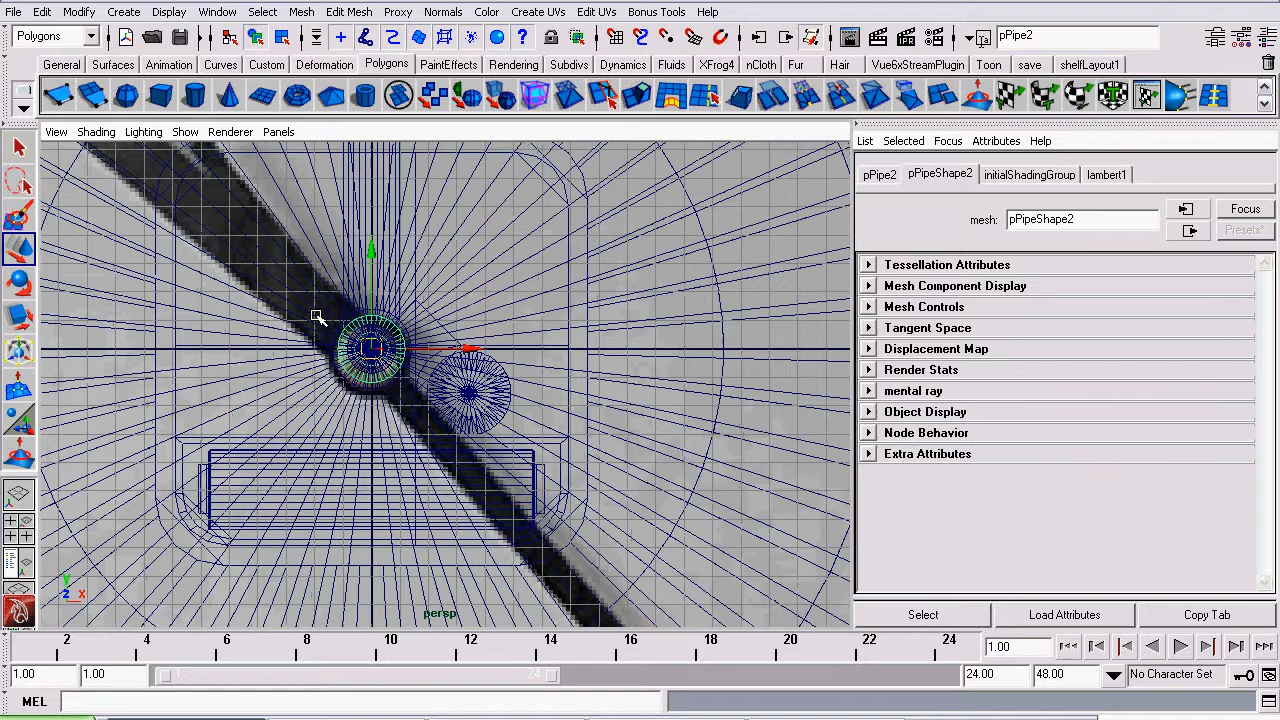 File Edit Modify Create Display Window Select Mesh Edit Mesh Proxy Normals Color Create UVs Edit UVs Bonus Tools Help
Polygons pPipe2
General Surfaces Animation Curves Custom Deformation Polygons PaintEffects Rendering Subdivs Dynamics Fluids XFrog4 nCloth Fur Hair Vue6xStreamPlugin Toon save shelfLayout1
View Shading Lighting Show Renderer Panels
List Selected Focus Attributes Help
pPipe2 pPipeShape2 initialShadingGroup lambert1
mesh: pPipeShape2 Focus
Presets*
Tessellation Attributes
Mesh Component Display
Mesh Controls
Tangent Space
Displacement Map
Render Stats
mental ray
Object Display
Node Behavior
Extra Attributes
y
z x
persp
Select Load Attributes Copy Tab
2 4 6 8 10 12 14 16 18 20 22 24 1.00
1.00 1.00 1 24 24.00 48.00 No Character Set
MEL